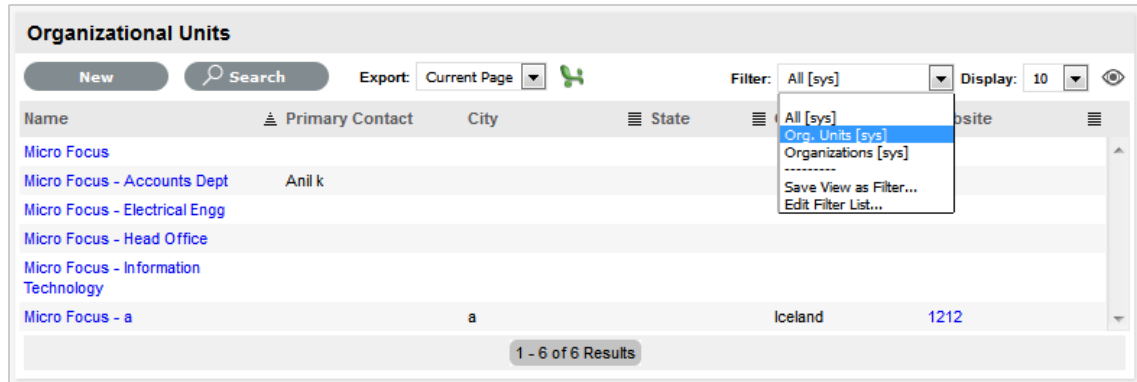 Organizational Units
New Search Export: Current Page Filter: All [sys] Display: 10
Name Primary Contact City State bsite
All [sys]
Org. Units [sys]
Organizations [sys]
---------
Save View as Filter...
Edit Filter List...
Micro Focus
Micro Focus - Accounts Dept Anil k
Micro Focus - Electrical Engg
Micro Focus - Head Office
Micro Focus - Information
Technology
Micro Focus - a a Iceland 1212
1 - 6 of 6 Results